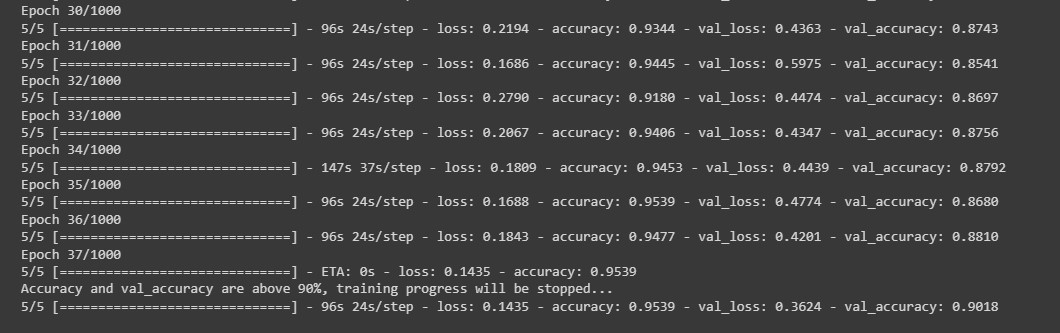 Epoch 30/1000
5/5 [==============================] - 96s 24s/step - loss: 0.2194 - accuracy: 0.9344 - val_loss: 0.4363 - val_accuracy: 0.8743
Epoch 31/1000
5/5 [==============================] - 96s 24s/step - loss: 0.1686 - accuracy: 0.9445 - val_loss: 0.5975 - val_accuracy: 0.8541
Epoch 32/1000
5/5 [==============================] - 96s 24s/step - loss: 0.2790 - accuracy: 0.9180 - val_loss: 0.4474 - val_accuracy: 0.8697
Epoch 33/1000
5/5 [==============================] - 96s 24s/step - loss: 0.2067 - accuracy: 0.9406 - val_loss: 0.4347 - val_accuracy: 0.8756
Epoch 34/1000
5/5 [==============================] - 147s 37s/step - loss: 0.1809 - accuracy: 0.9453 - val_loss: 0.4439 - val_accuracy: 0.8792
Epoch 35/1000
5/5 [==============================] - 96s 24s/step - loss: 0.1688 - accuracy: 0.9539 - val_loss: 0.4774 - val_accuracy: 0.8680
Epoch 36/1000
5/5 [==============================] - 96s 24s/step - loss: 0.1843 - accuracy: 0.9477 - val_loss: 0.4201 - val_accuracy: 0.8810
Epoch 37/1000
5/5 [==============================] - ETA: 0s - loss: 0.1435 - accuracy: 0.9539
Accuracy and val_accuracy are above 90%, training progress will be stopped...
5/5 [==============================] - 96s 24s/step - loss: 0.1435 - accuracy: 0.9539 - val_loss: 0.3624 - val_accuracy: 0.9018